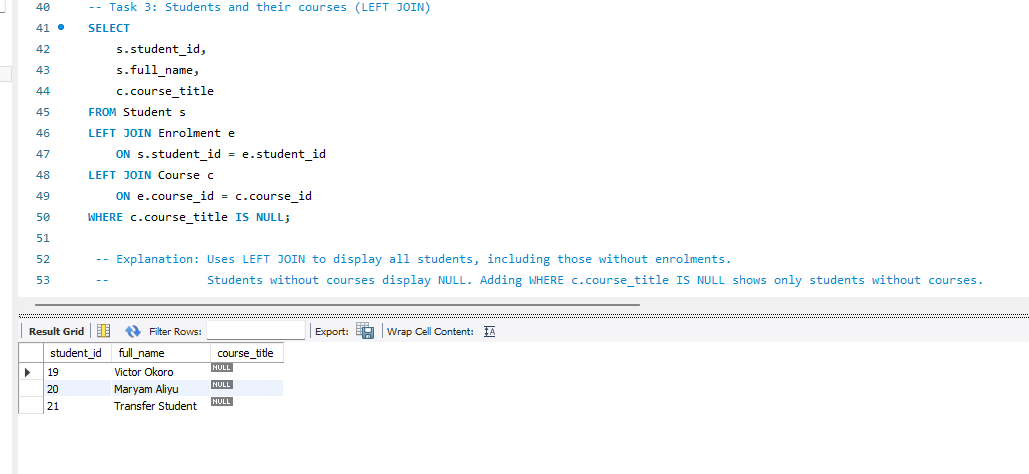 40 -- Task 3: Students and their courses (LEFT JOIN)
41 SELECT
42 s.student_id,
43 s.full_name,
44 c.course_title
45 FROM Student s
46 LEFT JOIN Enrolment e
47 ON s.student_id = e.student_id
48 LEFT JOIN Course c
49 ON e.course_id = c.course_id
50 WHERE c.course_title IS NULL;
51
52 -- Explanation: Uses LEFT JOIN to display all students, including those without enrolments.
53 -- Students without courses display NULL. Adding WHERE c.course_title IS NULL shows only students without courses.
Result Grid Filter Rows: Export: Wrap Cell Content: IA
student_id full_name course_title
19 Victor Okoro NULL
20 Maryam Aliyu NULL
21 Transfer Student NULL